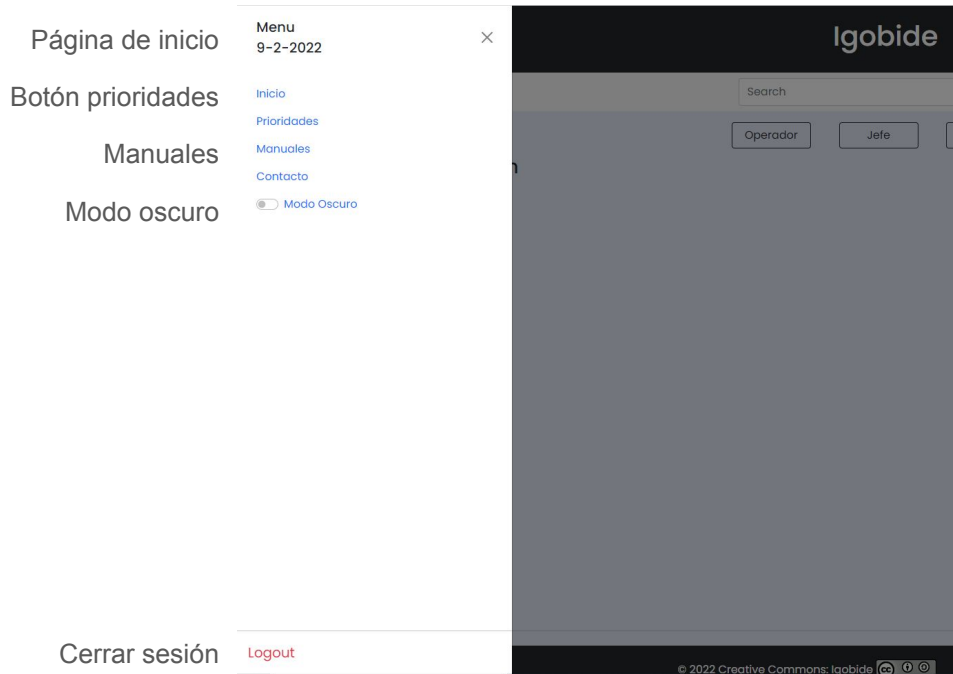 Página de inicio
Botón prioridades
Manuales
Modo oscuro
Cerrar sesión
Menu
9-2-2022
Inicio
Prioridades
Manuales
Contacto
Modo Oscuro
Logout
Igobide
Search
Operador
Jefe
© 2022 Creative Commons: Igobide